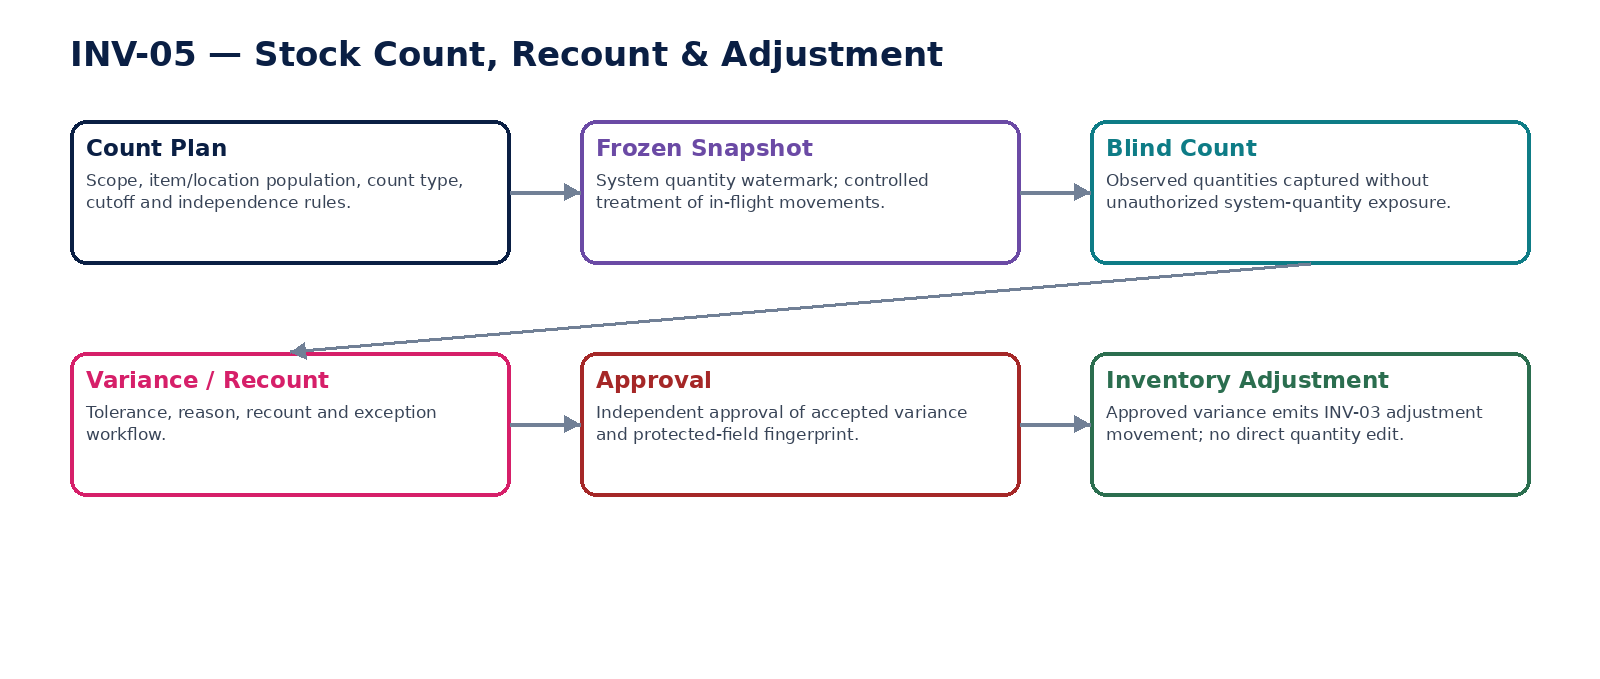 INV-05 — Stock Count, Recount & Adjustment
Count Plan
Scope, item/location population, count type,
cutoff and independence rules.
Frozen Snapshot
System quantity watermark; controlled
treatment of in-flight movements.
Blind Count
Observed quantities captured without
unauthorized system-quantity exposure.
Variance / Recount
Tolerance, reason, recount and exception
workflow.
Approval
Independent approval of accepted variance
and protected-field fingerprint.
Inventory Adjustment
Approved variance emits INV-03 adjustment
movement; no direct quantity edit.